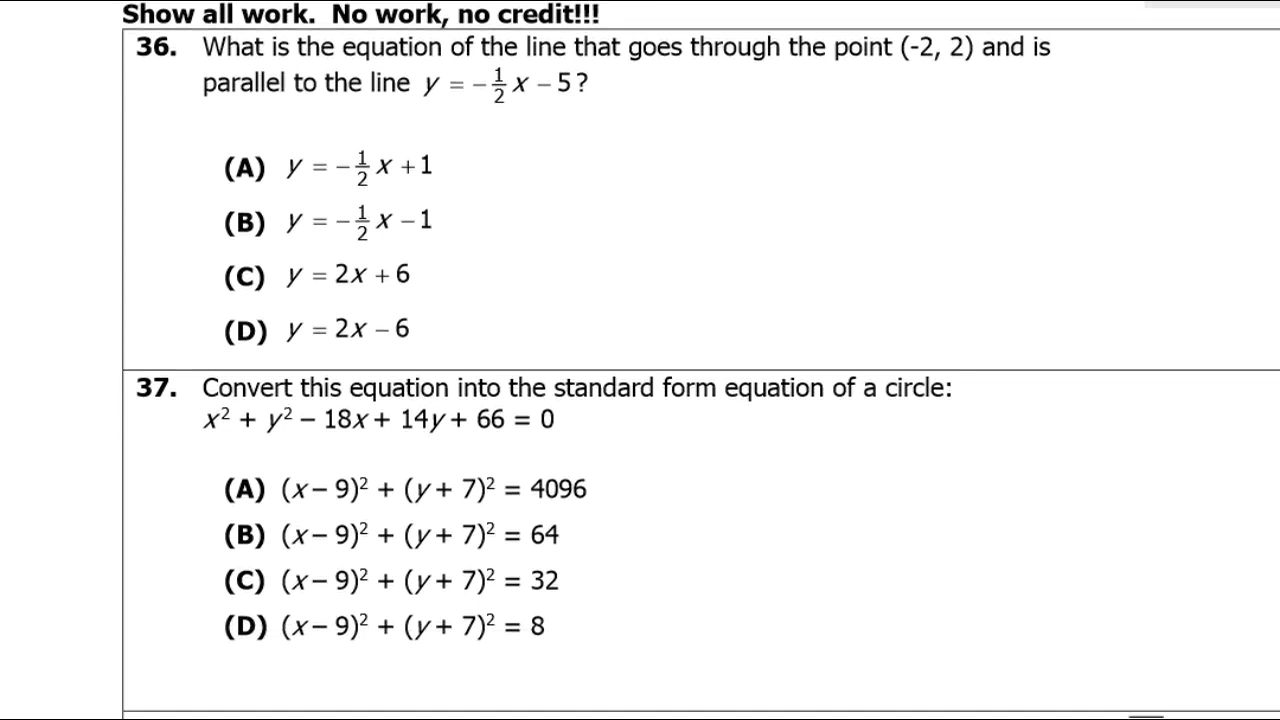 Show all work.  No work, no credit!!!
36. What is the equation of the line that goes through the point (-2, 2) and is
parallel to the line y = −½x − 5?
(A) y = −½x + 1
(B) y = −½x − 1
(C) y = 2x + 6
(D) y = 2x − 6
37. Convert this equation into the standard form equation of a circle:
x² + y² − 18x + 14y + 66 = 0
(A) (x − 9)² + (y + 7)² = 4096
(B) (x − 9)² + (y + 7)² = 64
(C) (x − 9)² + (y + 7)² = 32
(D) (x − 9)² + (y + 7)² = 8